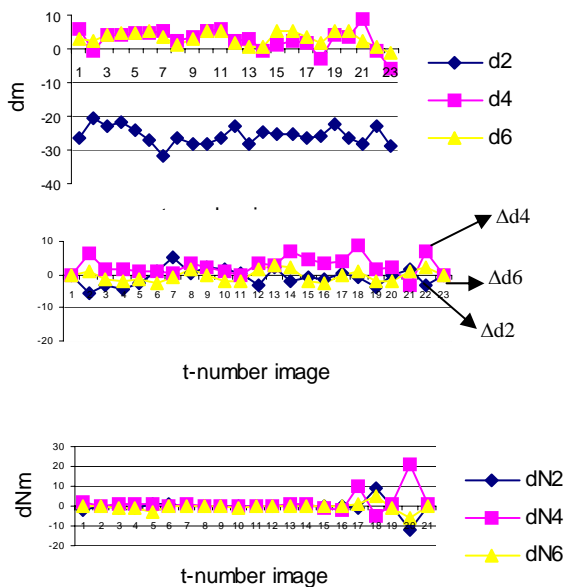 10
0
-10
-20
-30
-40
dm
1 3 5 7 9 11 13 15 17 19 21 23
d2
d4
d6
10
0
-10
-20
1 2 3 4 5 6 7 8 9 10 11 12 13 14 15 16 17 18 19 20 21 22 23
Δd4
Δd6
Δd2
t-number image
30
20
10
0
-10
-20
dNm
1 2 3 4 5 6 7 8 9 10 11 12 13 14 15 16 17 18 19 20 21
dN2
dN4
dN6
t-number image